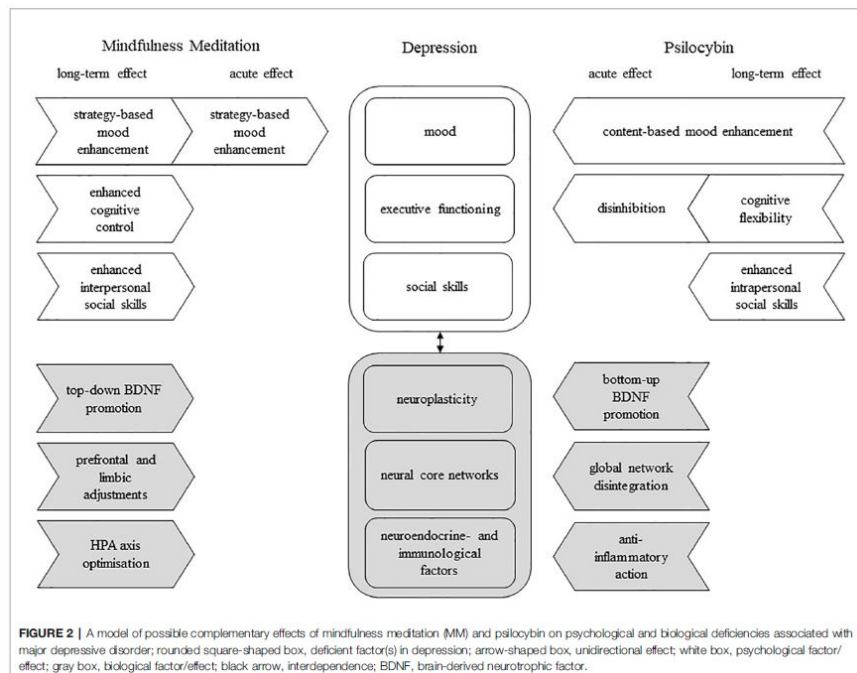 Mindfulness Meditation
Depression
Psilocybin
long-term effect
acute effect
acute effect
long-term effect
strategy-based
mood
enhancement
strategy-based
mood
enhancement
mood
content-based mood enhancement
enhanced
cognitive
control
executive functioning
disinhibition
cognitive
flexibility
enhanced
interpersonal
social skills
social skills
enhanced
intrapersonal
social skills
top-down BDNF
promotion
neuroplasticity
bottom-up
BDNF
promotion
prefrontal and
limbic
adjustments
neural core networks
global network
disintegration
HPA axis
optimisation
neuroendocrine- and
immunological
factors
anti-
inflammatory
action
FIGURE 2 | A model of possible complementary effects of mindfulness meditation (MM) and psilocybin on psychological and biological deficiencies associated with
major depressive disorder; rounded square-shaped box, deficient factor(s) in depression; arrow-shaped box, unidirectional effect; white box, psychological factor/
effect; gray box, biological factor/effect; black arrow, interdependence; BDNF, brain-derived neurotrophic factor.